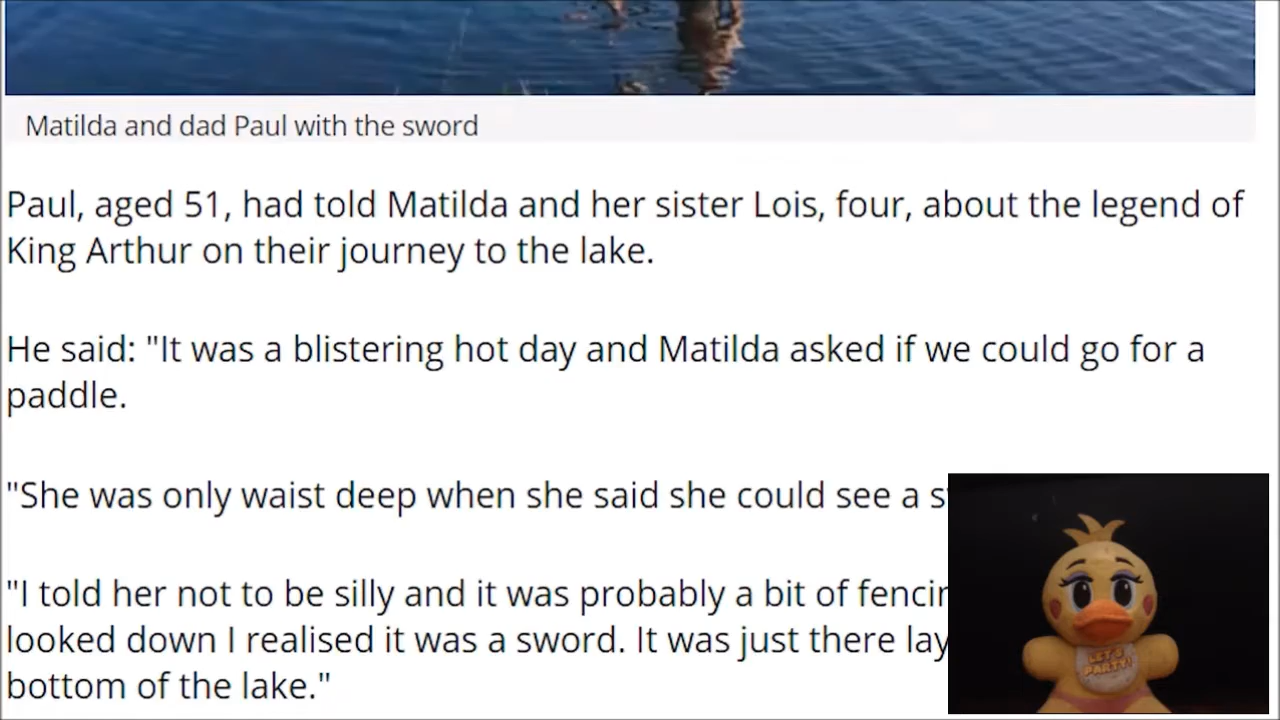 Matilda and dad Paul with the sword
Paul, aged 51, had told Matilda and her sister Lois, four, about the legend of
King Arthur on their journey to the lake.
He said: "It was a blistering hot day and Matilda asked if we could go for a
paddle.
"She was only waist deep when she said she could see a
"I told her not to be silly and it was probably a bit of
looked down I realised it was a sword. It was just there
bottom of the lake."
LET'S
PARTY!